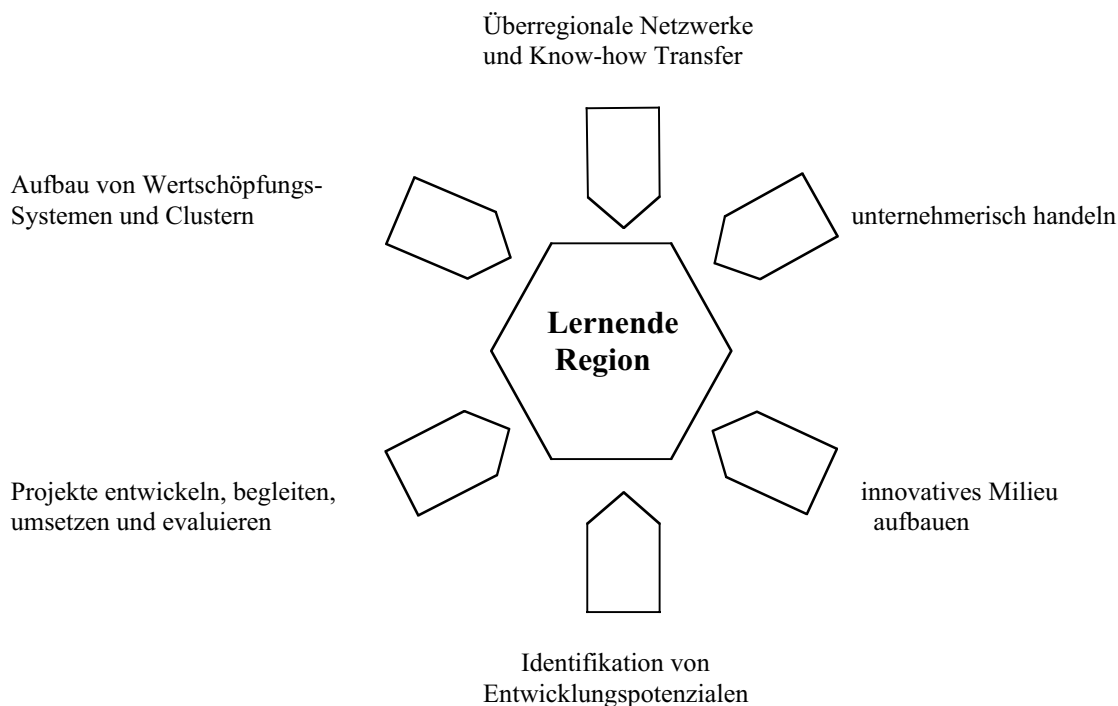 Überregionale Netzwerke
und Know-how Transfer
Aufbau von Wertschöpfungs-
Systemen und Clustern
unternehmerisch handeln
Lernende
Region
Projekte entwickeln, begleiten,
umsetzen und evaluieren
innovatives Milieu
aufbauen
Identifikation von
Entwicklungspotenzialen